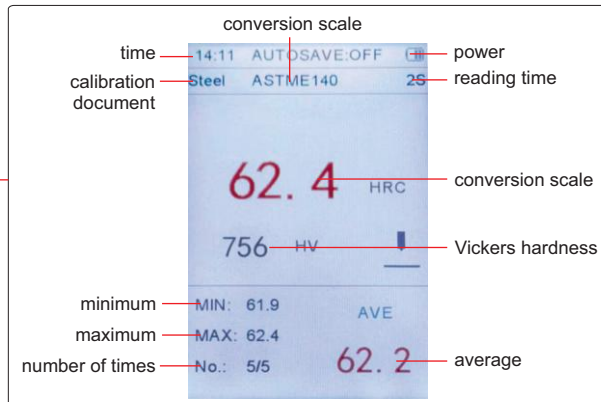 conversion scale
time 14:11 AUTOSAVE:OFF power
calibration document Steel ASTME140 2S reading time
62.4 HRC conversion scale
756 HV Vickers hardness
minimum MIN: 61.9 AVE
maximum MAX: 62.4
number of times No.: 5/5 62.2 average